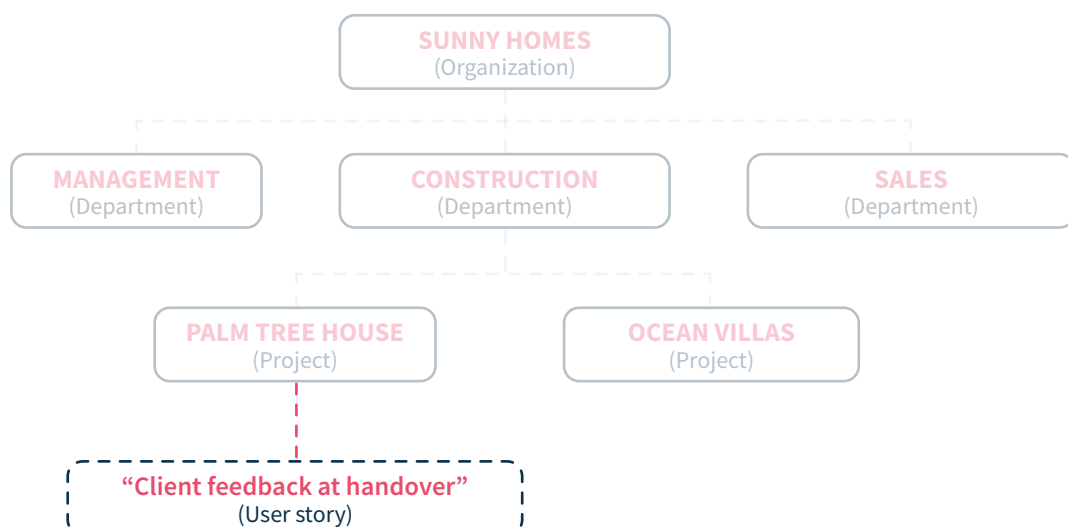 SUNNY HOMES
(Organization)
MANAGEMENT
(Department)
CONSTRUCTION
(Department)
SALES
(Department)
PALM TREE HOUSE
(Project)
OCEAN VILLAS
(Project)
“Client feedback at handover”
(User story)